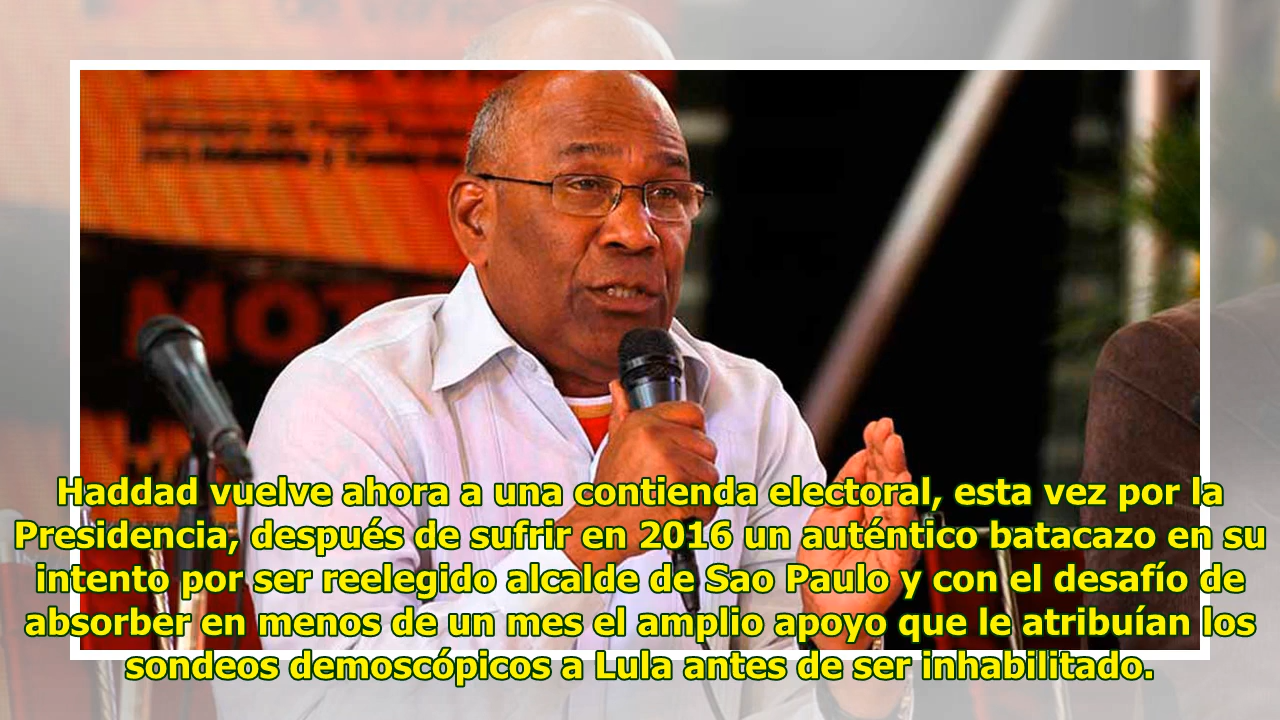 MOT
Haddad vuelve ahora a una contienda electoral, esta vez por la
Presidencia, después de sufrir en 2016 un auténtico batacazo en su
intento por ser reelegido alcalde de Sao Paulo y con el desafío de
absorber en menos de un mes el amplio apoyo que le atribuían los
sondeos demoscópicos a Lula antes de ser inhabilitado.